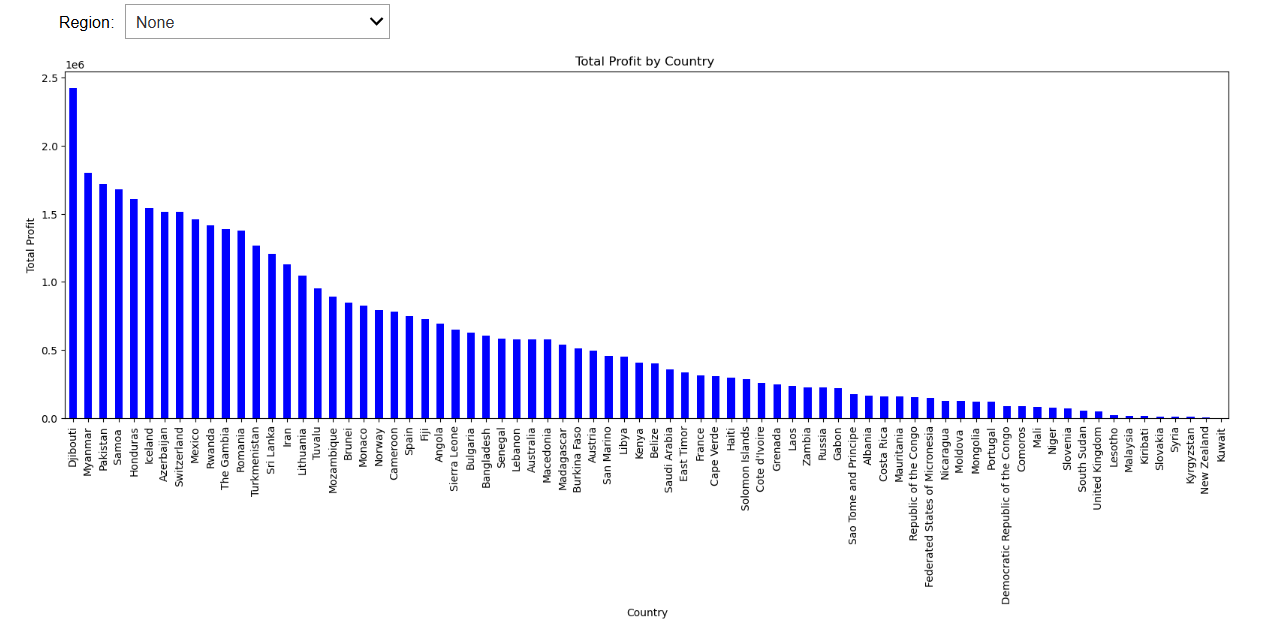 Region: None
Total Profit by Country
1e6
2.5
2.0
1.5
1.0
0.5
0.0
Total Profit
Djibouti
Myanmar
Pakistan
Samoa
Honduras
Iceland
Azerbaijan
Switzerland
Mexico
Rwanda
The Gambia
Romania
Turkmenistan
Sri Lanka
Iran
Lithuania
Tuvalu
Mozambique
Brunei
Monaco
Norway
Cameroon
Spain
Fiji
Angola
Sierra Leone
Bulgaria
Bangladesh
Senegal
Lebanon
Australia
Macedonia
Madagascar
Burkina Faso
Austria
San Marino
Libya
Kenya
Belize
Saudi Arabia
East Timor
France
Cape Verde
Haiti
Solomon Islands
Cote d'Ivoire
Grenada
Laos
Zambia
Russia
Gabon
Sao Tome and Principe
Albania
Costa Rica
Mauritania
Republic of the Congo
Federated States of Micronesia
Nicaragua
Moldova
Mongolia
Portugal
Democratic Republic of the Congo
Comoros
Mali
Niger
Slovenia
South Sudan
United Kingdom
Lesotho
Malaysia
Kiribati
Slovakia
Syria
Kyrgyzstan
New Zealand
Kuwait
Country